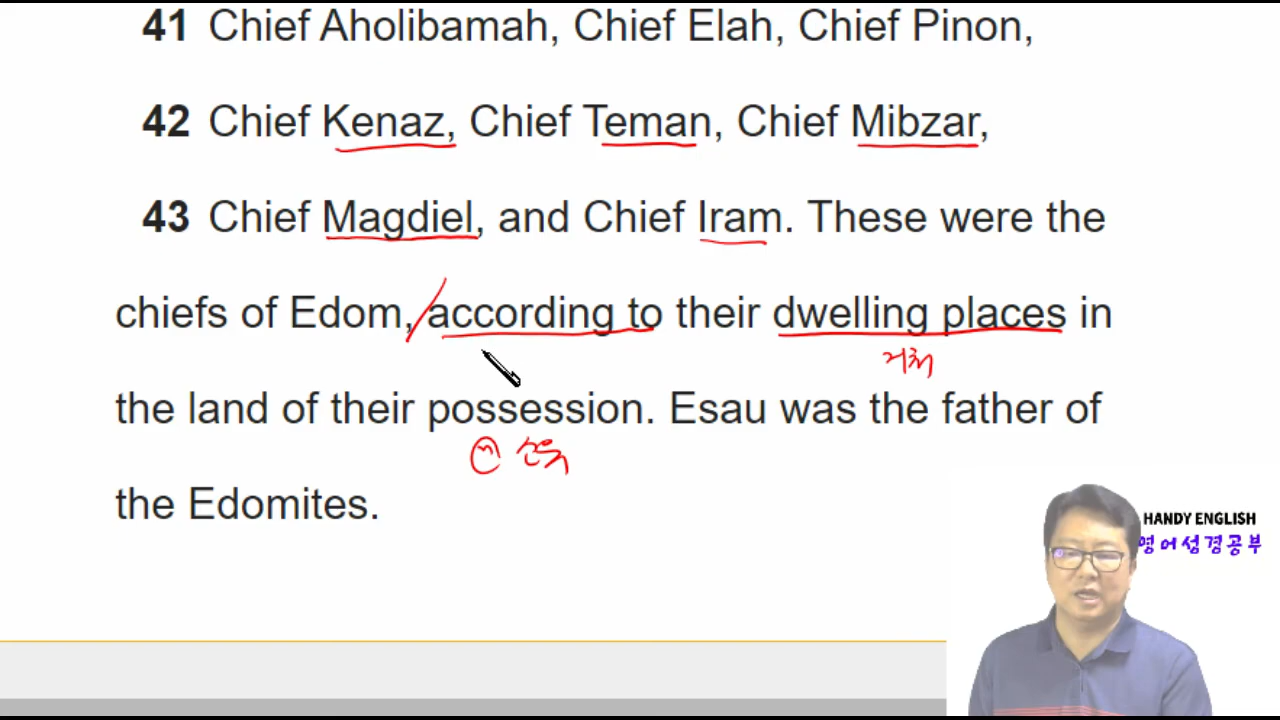 41 Chief Aholibamah, Chief Elah, Chief Pinon,
42 Chief Kenaz, Chief Teman, Chief Mibzar,
43 Chief Magdiel, and Chief Iram. These were the
chiefs of Edom, according to their dwelling places in
거처
the land of their possession. Esau was the father of
the Edomites.
HANDY ENGLISH
영어성경공부